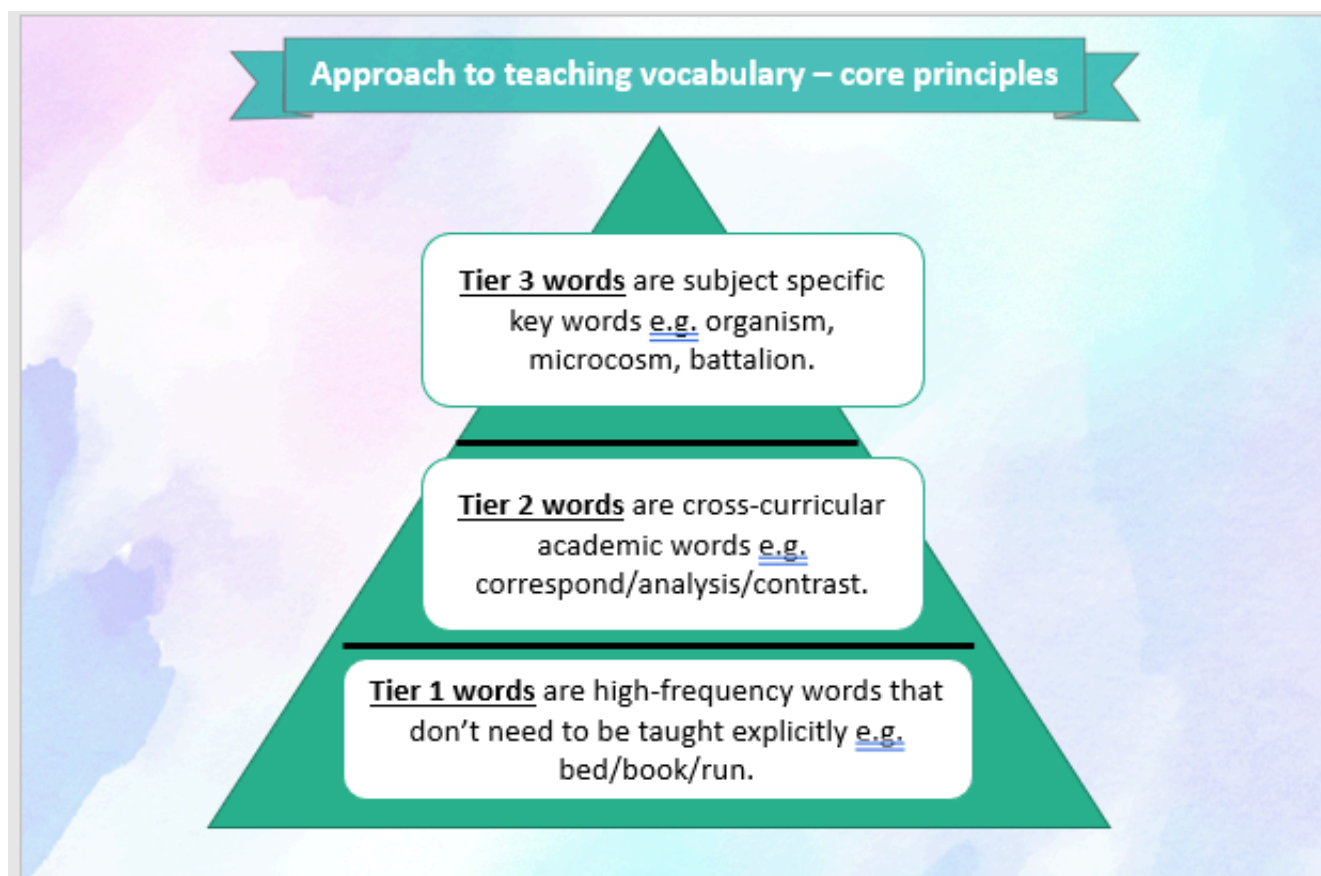 Approach to teaching vocabulary – core principles
Tier 3 words are subject specific
key words e.g. organism,
microcosm, battalion.
Tier 2 words are cross-curricular
academic words e.g.
correspond/analysis/contrast.
Tier 1 words are high-frequency words that
don’t need to be taught explicitly e.g.
bed/book/run.